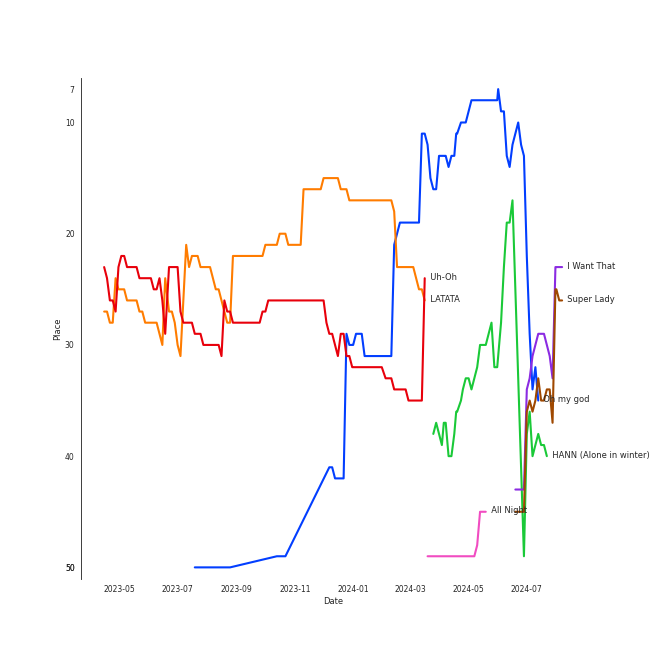 7
10
20
30
40
50
Place
Uh-Oh
LATATA
I Want That
Super Lady
Oh my god
HANN (Alone in winter)
All Night
2023-05
2023-07
2023-09
2023-11
2024-01
2024-03
2024-05
2024-07
Date